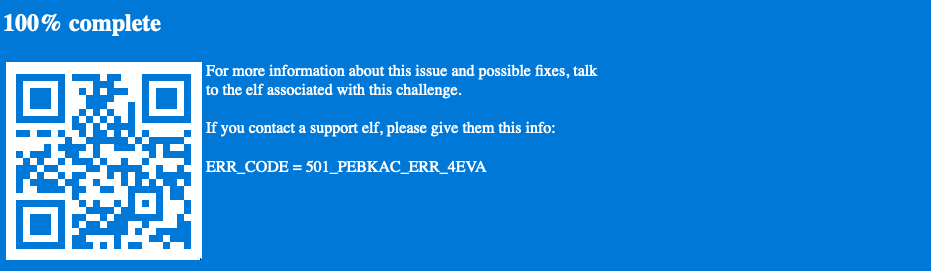 100% complete
For more information about this issue and possible fixes, talk
to the elf associated with this challenge.
If you contact a support elf, please give them this info:
ERR_CODE = 501_PEBKAC_ERR_4EVA